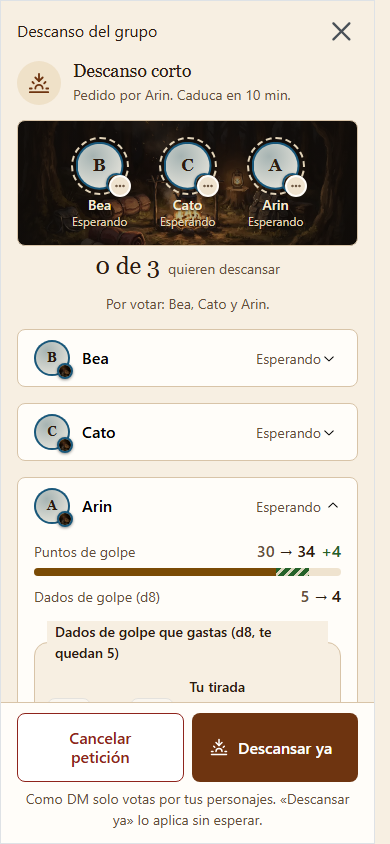 Descanso del grupo
Descanso corto
Pedido por Arin. Caduca en 10 min.
B C A
Bea Cato Arin
Esperando Esperando Esperando
0 de 3 quieren descansar
Por votar: Bea, Cato y Arin.
B Bea Esperando
C Cato Esperando
A Arin Esperando
Puntos de golpe 30 → 34 +4
Dados de golpe (d8) 5 → 4
Dados de golpe que gastas (d8, te
quedan 5)
Tu tirada
Cancelar
petición
Descansar ya
Como DM solo votas por tus personajes. «Descansar
ya» lo aplica sin esperar.